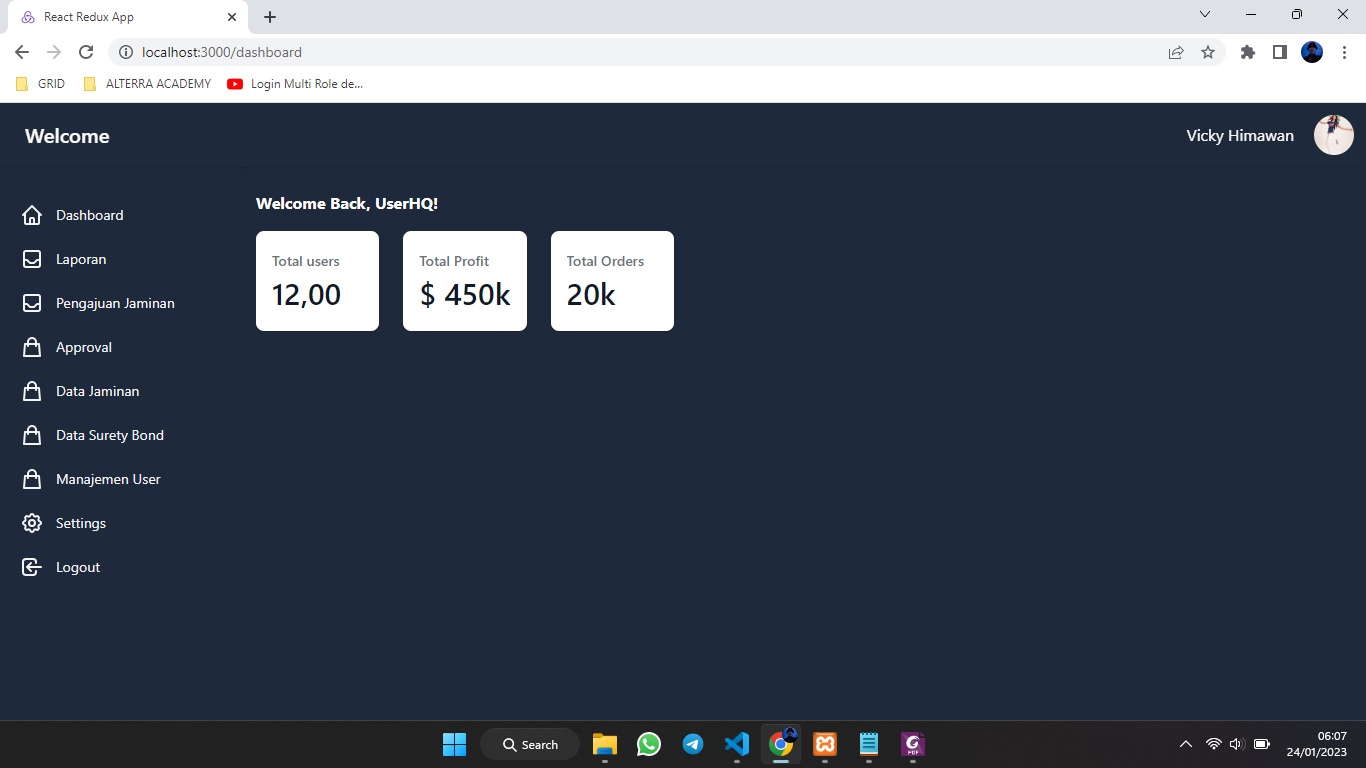 React Redux App
localhost:3000/dashboard
GRID
ALTERRA ACADEMY
Login Multi Role de...
Welcome
Vicky Himawan
Dashboard
Laporan
Pengajuan Jaminan
Approval
Data Jaminan
Data Surety Bond
Manajemen User
Settings
Logout
Welcome Back, UserHQ!
Total users
12,00
Total Profit
$ 450k
Total Orders
20k
Search
PDF
06:07
24/01/2023